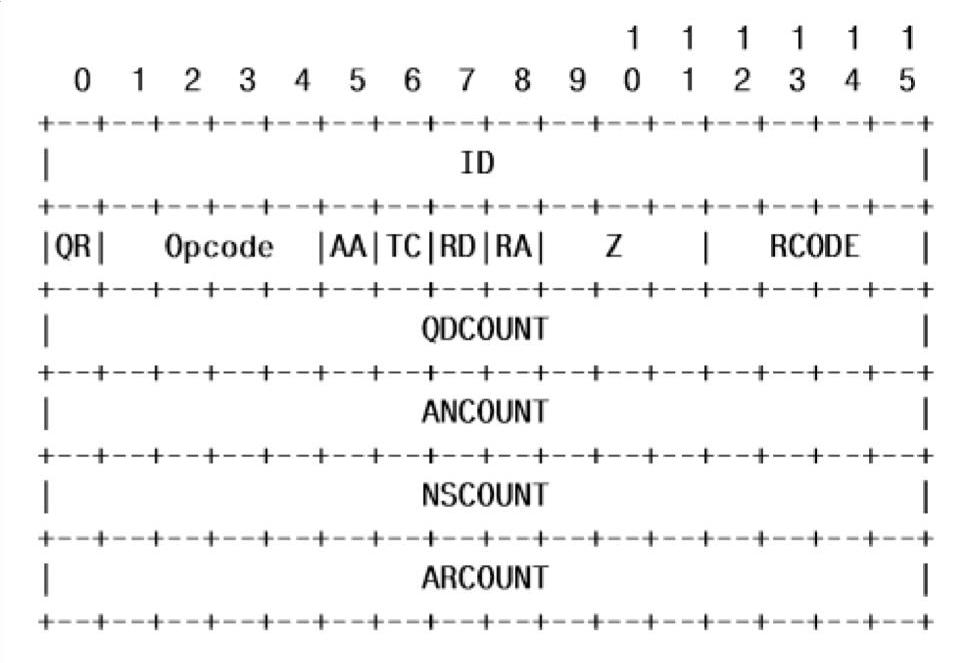 1  1  1  1  1  1
  0  1  2  3  4  5  6  7  8  9  0  1  2  3  4  5
+--+--+--+--+--+--+--+--+--+--+--+--+--+--+--+--+
|                      ID                       |
+--+--+--+--+--+--+--+--+--+--+--+--+--+--+--+--+
|QR|   Opcode  |AA|TC|RD|RA|   Z    |   RCODE   |
+--+--+--+--+--+--+--+--+--+--+--+--+--+--+--+--+
|                    QDCOUNT                    |
+--+--+--+--+--+--+--+--+--+--+--+--+--+--+--+--+
|                    ANCOUNT                    |
+--+--+--+--+--+--+--+--+--+--+--+--+--+--+--+--+
|                    NSCOUNT                    |
+--+--+--+--+--+--+--+--+--+--+--+--+--+--+--+--+
|                    ARCOUNT                    |
+--+--+--+--+--+--+--+--+--+--+--+--+--+--+--+--+